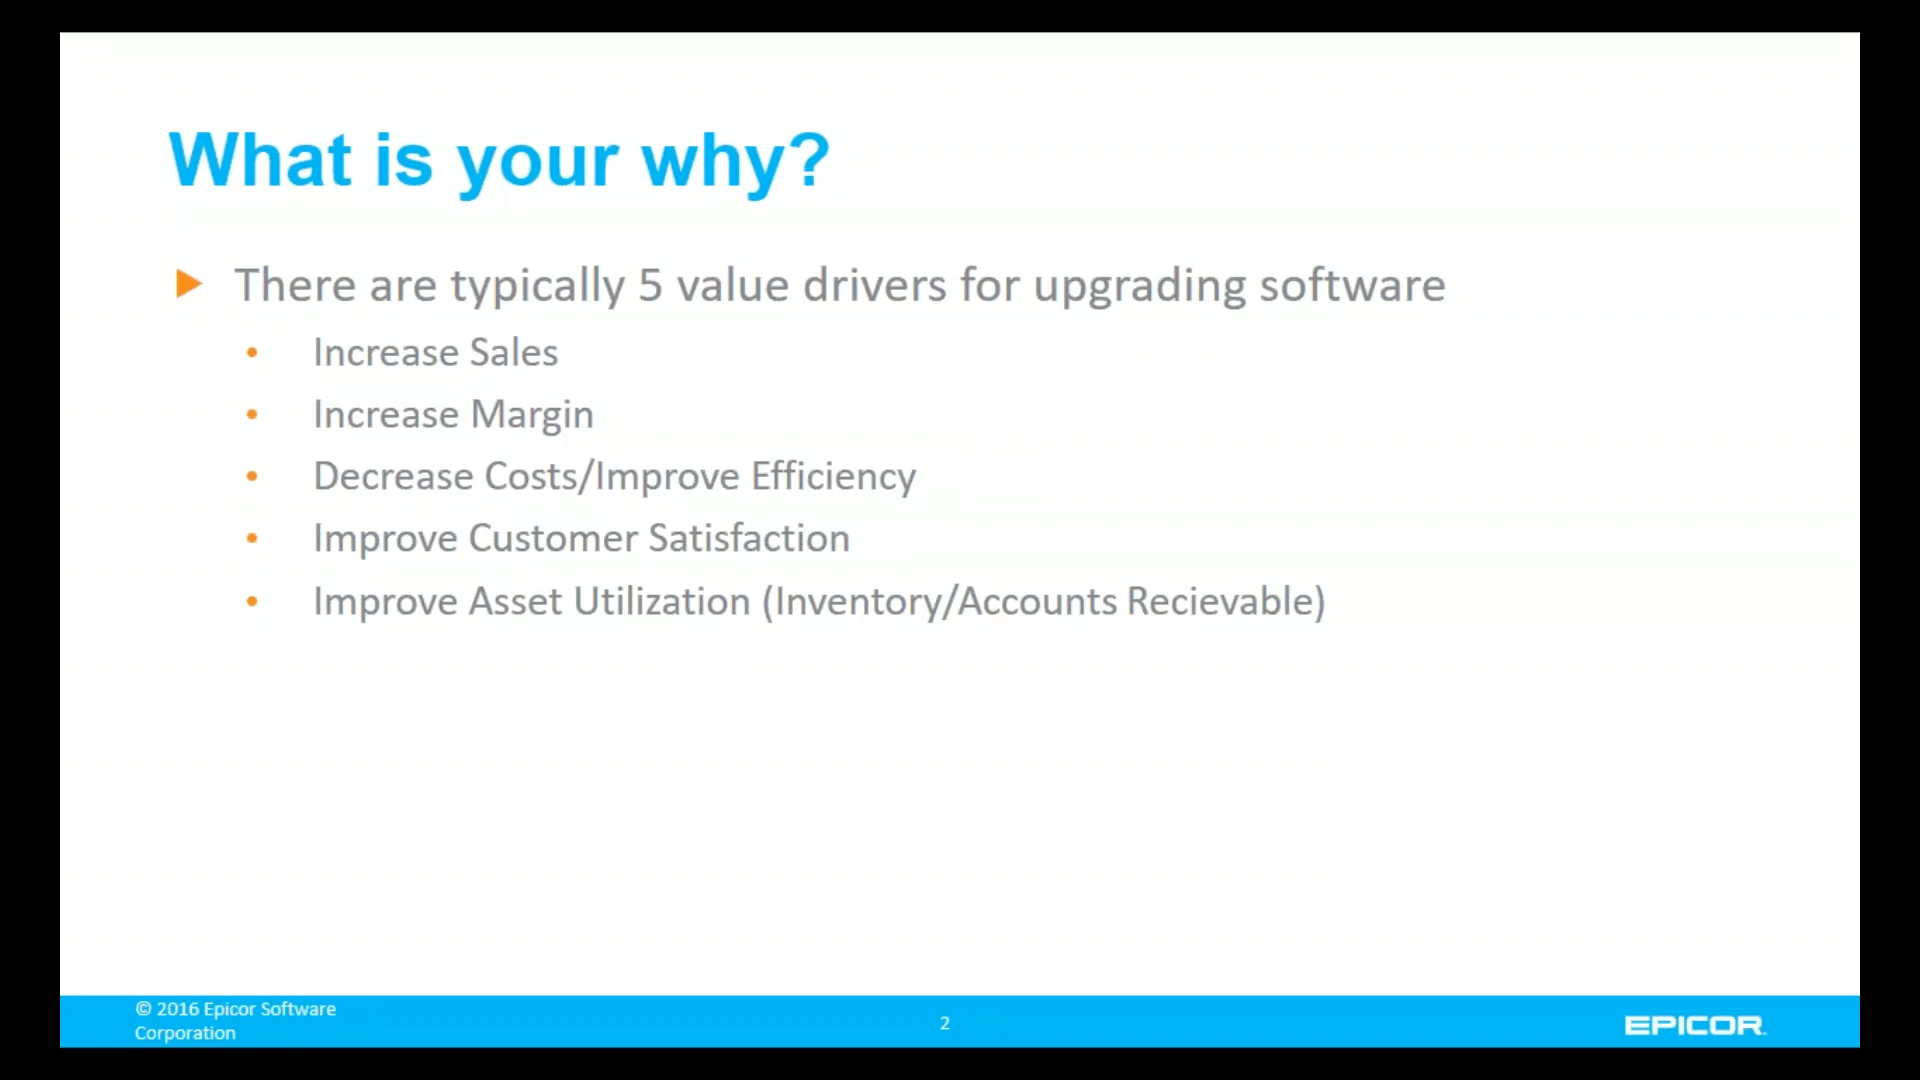 What is your why?
There are typically 5 value drivers for upgrading software
• Increase Sales
• Increase Margin
• Decrease Costs/Improve Efficiency
• Improve Customer Satisfaction
• Improve Asset Utilization (Inventory/Accounts Recievable)
© 2016 Epicor Software
Corporation
2
EPICOR